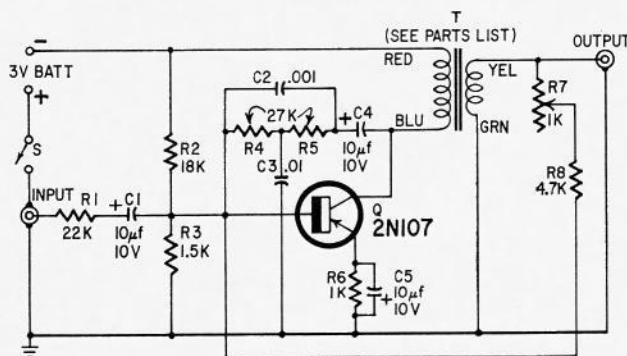 T
(SEE PARTS LIST)
RED
YEL
OUTPUT
−
3V BATT
+
S
C2 .001
27K
R4
R5
+ C4
10μf
10V
BLU
GRN
R7
1K
R8
4.7K
R2
18K
C3 .01
INPUT
R1
22K
+ C1
10μf
10V
R3
1.5K
Q
2N107
R6
1K
+
C5
10μf
10V